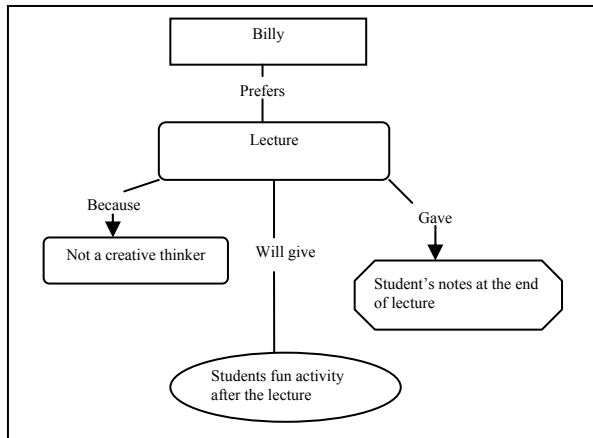 Billy
Prefers
Lecture
Because
Not a creative thinker
Will give
Gave
Student's notes at the end
of lecture
Students fun activity
after the lecture